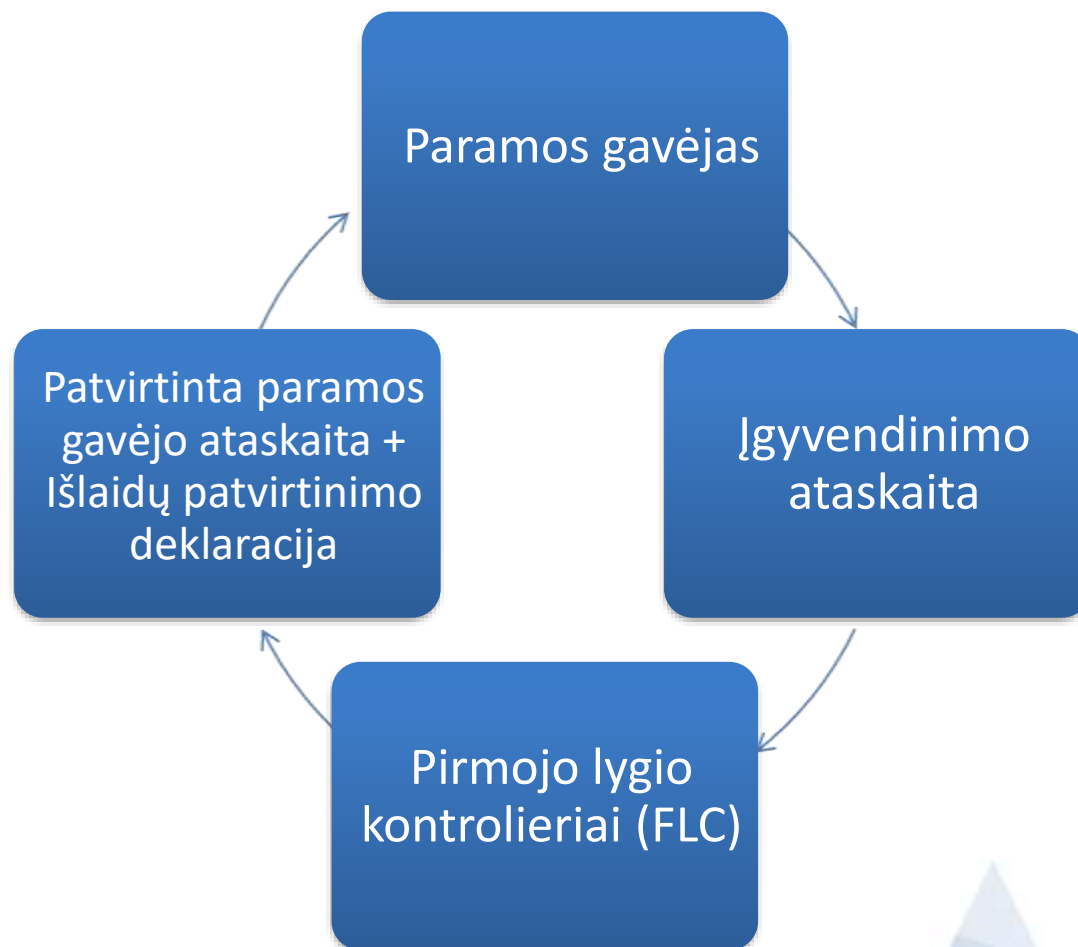 Paramos gavėjas
Įgyvendinimo
ataskaita
Pirmojo lygio
kontrolieriai (FLC)
Patvirtinta paramos
gavėjo ataskaita +
Išlaidų patvirtinimo
deklaracija